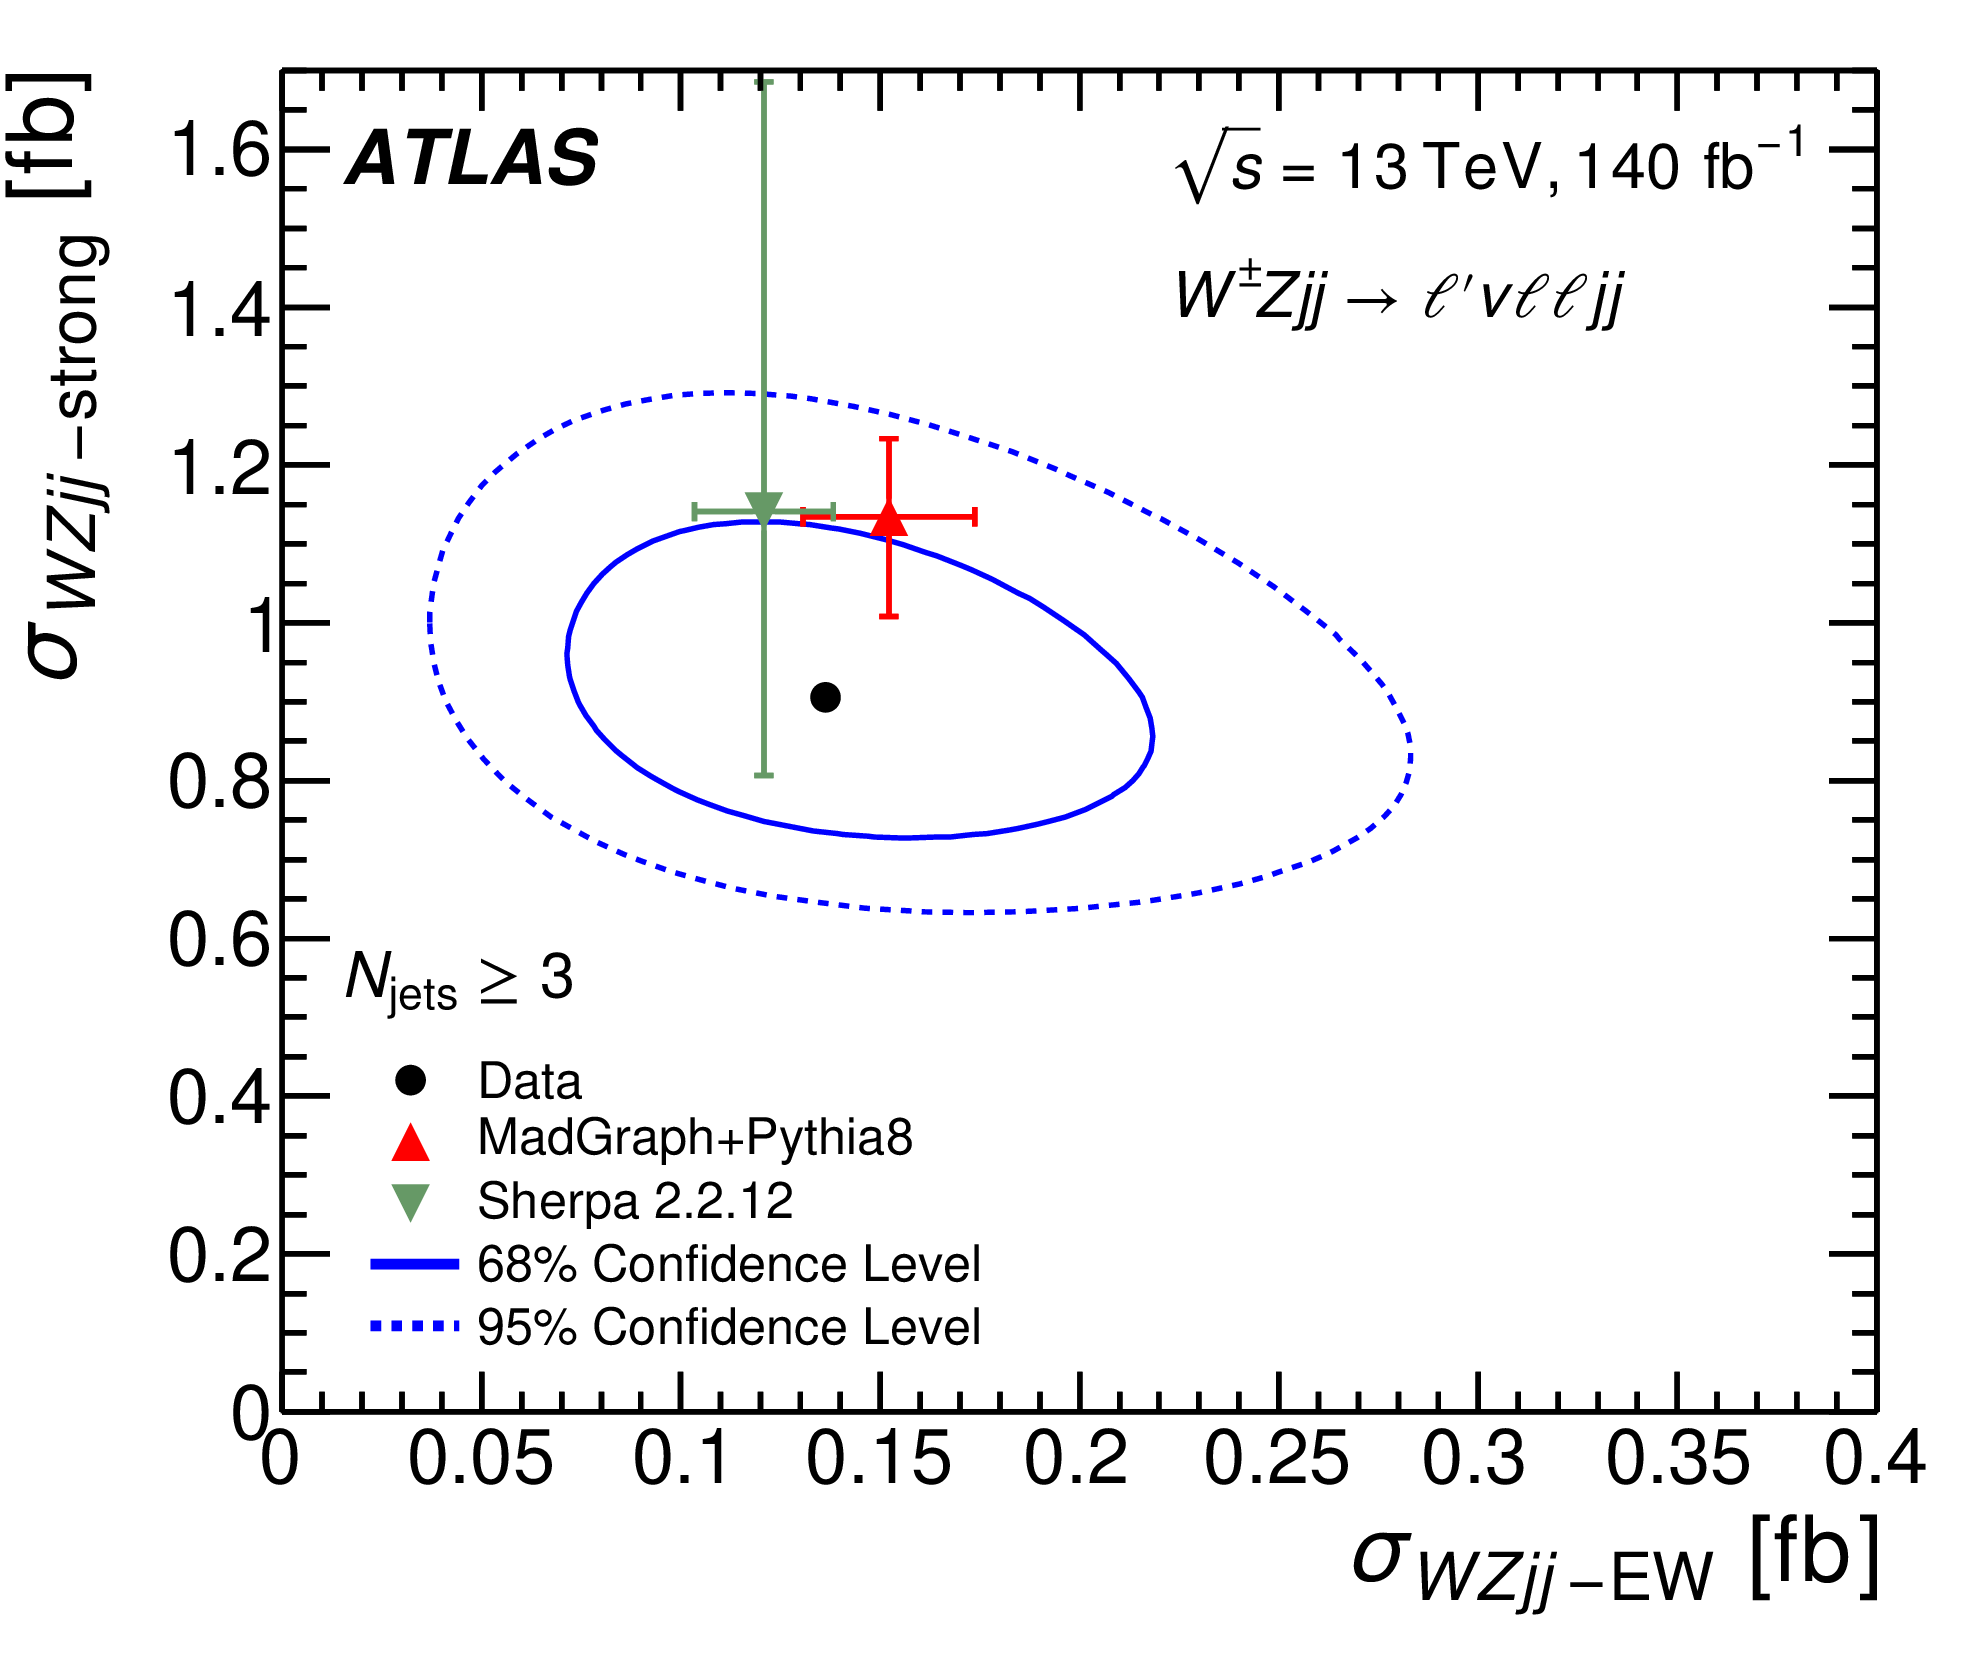 σ WZjj−strong [fb]
1.6
1.4
1.2
1
0.8
0.6
0.4
0.2
0
ATLAS
√s = 13 TeV, 140 fb⁻¹
W±Zjj → ℓ′νℓℓjj
Njets ≥ 3
Data
MadGraph+Pythia8
Sherpa 2.2.12
68% Confidence Level
95% Confidence Level
0 0.05 0.1 0.15 0.2 0.25 0.3 0.35 0.4
σ WZjj−EW [fb]